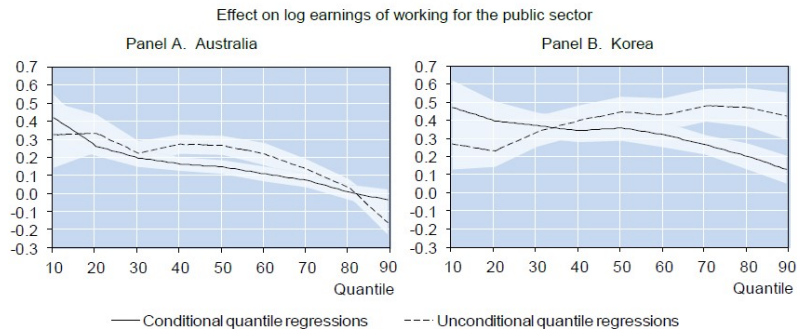 Effect on log earnings of working for the public sector
Panel A. Australia
Panel B. Korea
0.7
0.6
0.5
0.4
0.3
0.2
0.1
0.0
-0.1
-0.2
-0.3
10 20 30 40 50 60 70 80 90
Quantile
0.7
0.6
0.5
0.4
0.3
0.2
0.1
0.0
-0.1
-0.2
-0.3
10 20 30 40 50 60 70 80 90
Quantile
Conditional quantile regressions
Unconditional quantile regressions